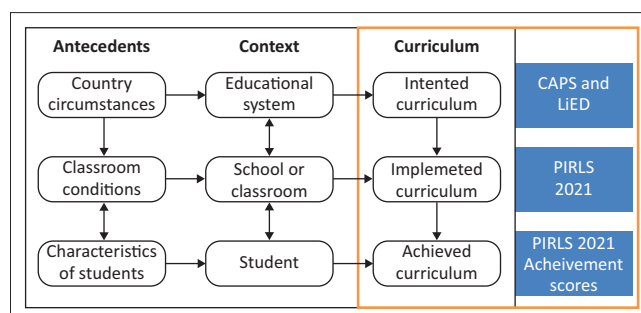 Antecedents
Context
Curriculum
Country
circumstances
Educational
system
Intented
curriculum
CAPS and
LiED
Classroom
conditions
School or
classroom
Implemeted
curriculum
PIRLS
2021
Characteristics
of students
Student
Achieved
curriculum
PIRLS 2021
Acheivement
scores